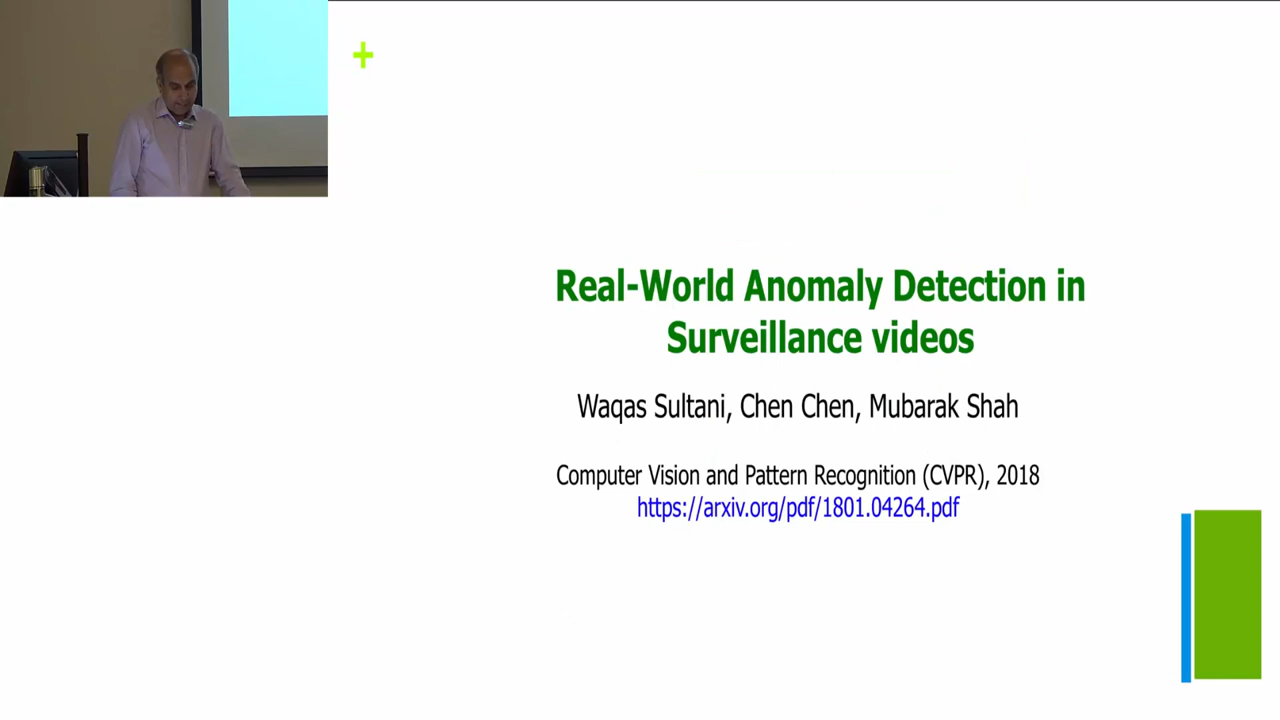 Real-World Anomaly Detection in
Surveillance videos
Waqas Sultani, Chen Chen, Mubarak Shah
Computer Vision and Pattern Recognition (CVPR), 2018
https://arxiv.org/pdf/1801.04264.pdf